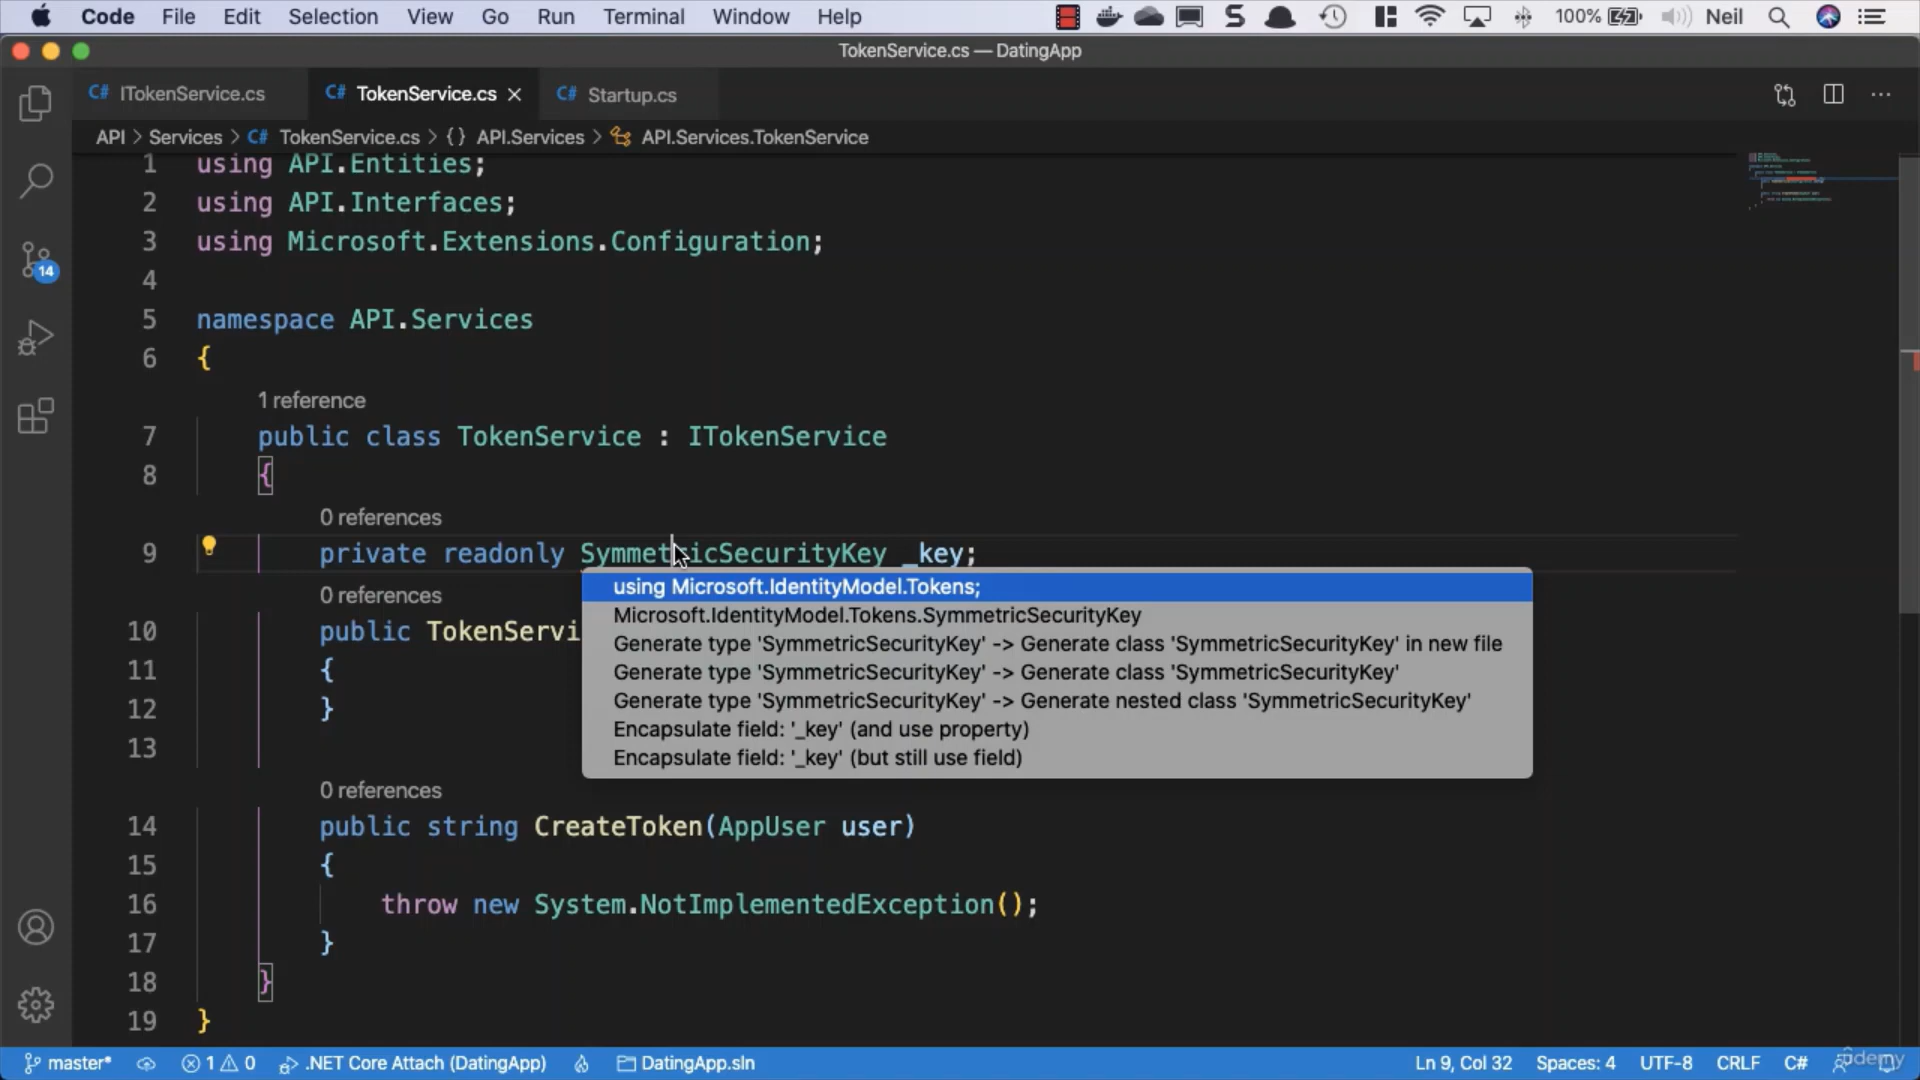 Code File Edit Selection View Go Run Terminal Window Help 100% Neil
TokenService.cs — DatingApp
C# ITokenService.cs C# TokenService.cs C# Startup.cs
API > Services > C# TokenService.cs > {} API.Services > API.Services.TokenService
1 using API.Entities;
2 using API.Interfaces;
3 using Microsoft.Extensions.Configuration;
4
5 namespace API.Services
6 {
1 reference
7 public class TokenService : ITokenService
8 {
0 references
9 private readonly SymmetricSecurityKey _key;
using Microsoft.IdentityModel.Tokens;
Microsoft.IdentityModel.Tokens.SymmetricSecurityKey
Generate type 'SymmetricSecurityKey' -> Generate class 'SymmetricSecurityKey' in new file
Generate type 'SymmetricSecurityKey' -> Generate class 'SymmetricSecurityKey'
Generate type 'SymmetricSecurityKey' -> Generate nested class 'SymmetricSecurityKey'
Encapsulate field: '_key' (and use property)
Encapsulate field: '_key' (but still use field)
0 references
10 public TokenServi
11 {
12 }
13
0 references
14 public string CreateToken(AppUser user)
15 {
16 throw new System.NotImplementedException();
17 }
18 }
19 }
14
master* 1 0 .NET Core Attach (DatingApp) DatingApp.sln Ln 9, Col 32 Spaces: 4 UTF-8 CRLF C#
udemy